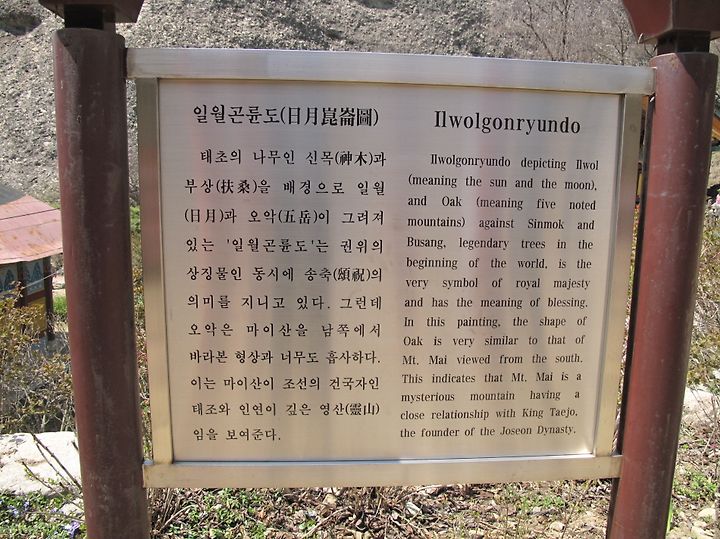 일월곤륜도(日月崑崙圖)
태초의 나무인 신목(神木)과
부상(扶桑)을 배경으로 일월
(日月)과 오악(五岳)이 그려져
있는 '일월곤륜도'는 권위의
상징물인 동시에 송축(頌祝)의
의미를 지니고 있다. 그런데
오악은 마이산을 남쪽에서
바라본 형상과 너무도 흡사하다.
이는 마이산이 조선의 건국자인
태조와 인연이 깊은 영산(靈山)
임을 보여준다.
Ilwolgonryundo
Ilwolgonryundo depicting Ilwol
(meaning the sun and the moon),
and Oak (meaning five noted
mountains) against Sinmok and
Busang, legendary trees in the
beginning of the world, is the
very symbol of royal majesty
and has the meaning of blessing.
In this painting, the shape of
Oak is very similar to that of
Mt. Mai viewed from the south.
This indicates that Mt. Mai is a
mysterious mountain having a
close relationship with King Taejo,
the founder of the Joseon Dynasty.